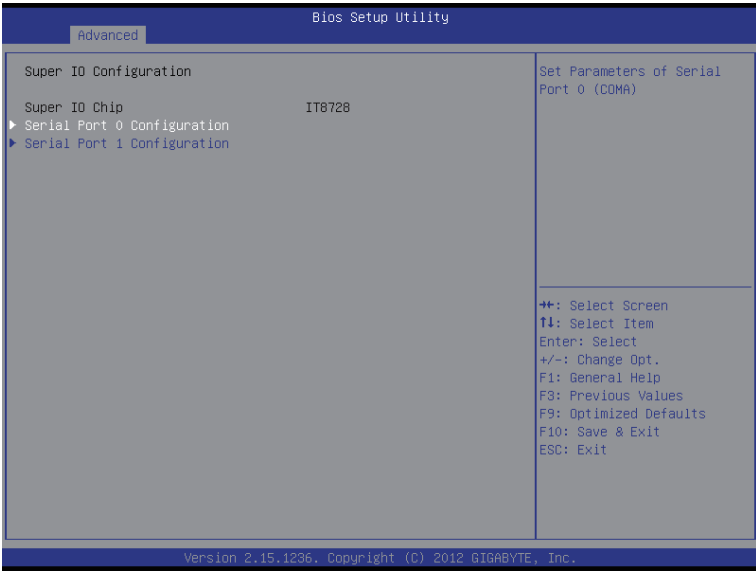 Bios Setup Utility
Advanced
Super IO Configuration
Super IO Chip IT8728
Serial Port 0 Configuration
Serial Port 1 Configuration
Set Parameters of Serial
Port 0 (COMA)
→←: Select Screen
↑↓: Select Item
Enter: Select
+/-: Change Opt.
F1: General Help
F3: Previous Values
F9: Optimized Defaults
F10: Save & Exit
ESC: Exit
Version 2.15.1236. Copyright (C) 2012 GIGABYTE, Inc.